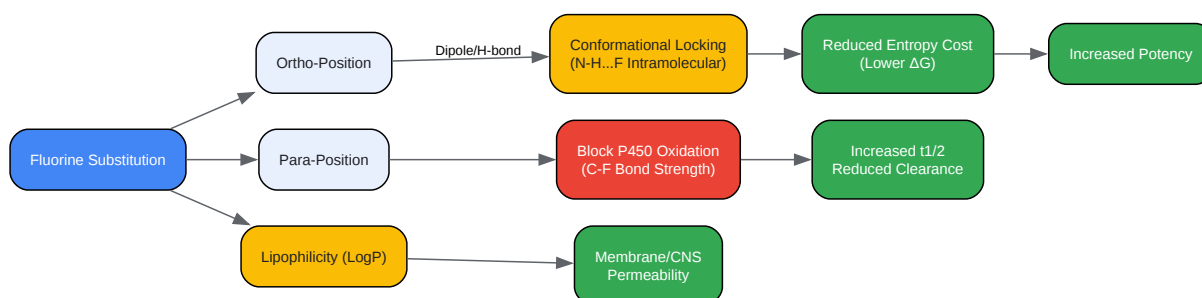 Dipole/H-bond
Ortho-Position
Conformational Locking
(N-H...F Intramolecular)
Reduced Entropy Cost
(Lower ΔG)
Increased Potency
Fluorine Substitution
Para-Position
Block P450 Oxidation
(C-F Bond Strength)
Increased t1/2
Reduced Clearance
Lipophilicity (LogP)
Membrane/CNS
Permeability